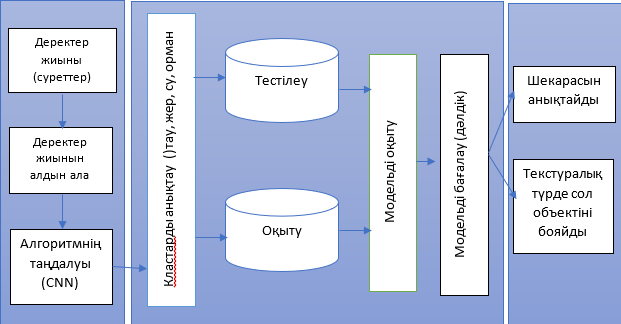 Деректер
жиыны
(суреттер)
Деректер
жиынын
алдын ала
Алгоритмнің
таңдалуы
(CNN)
Кластарды анықтау ()тау, жер, су, орман
Тестілеу
Оқыту
Модельді оқыту
Модельді бағалау (дәлдік)
Шекарасын
анықтайды
Текстуралық
түрде сол
объектіні
бояйды